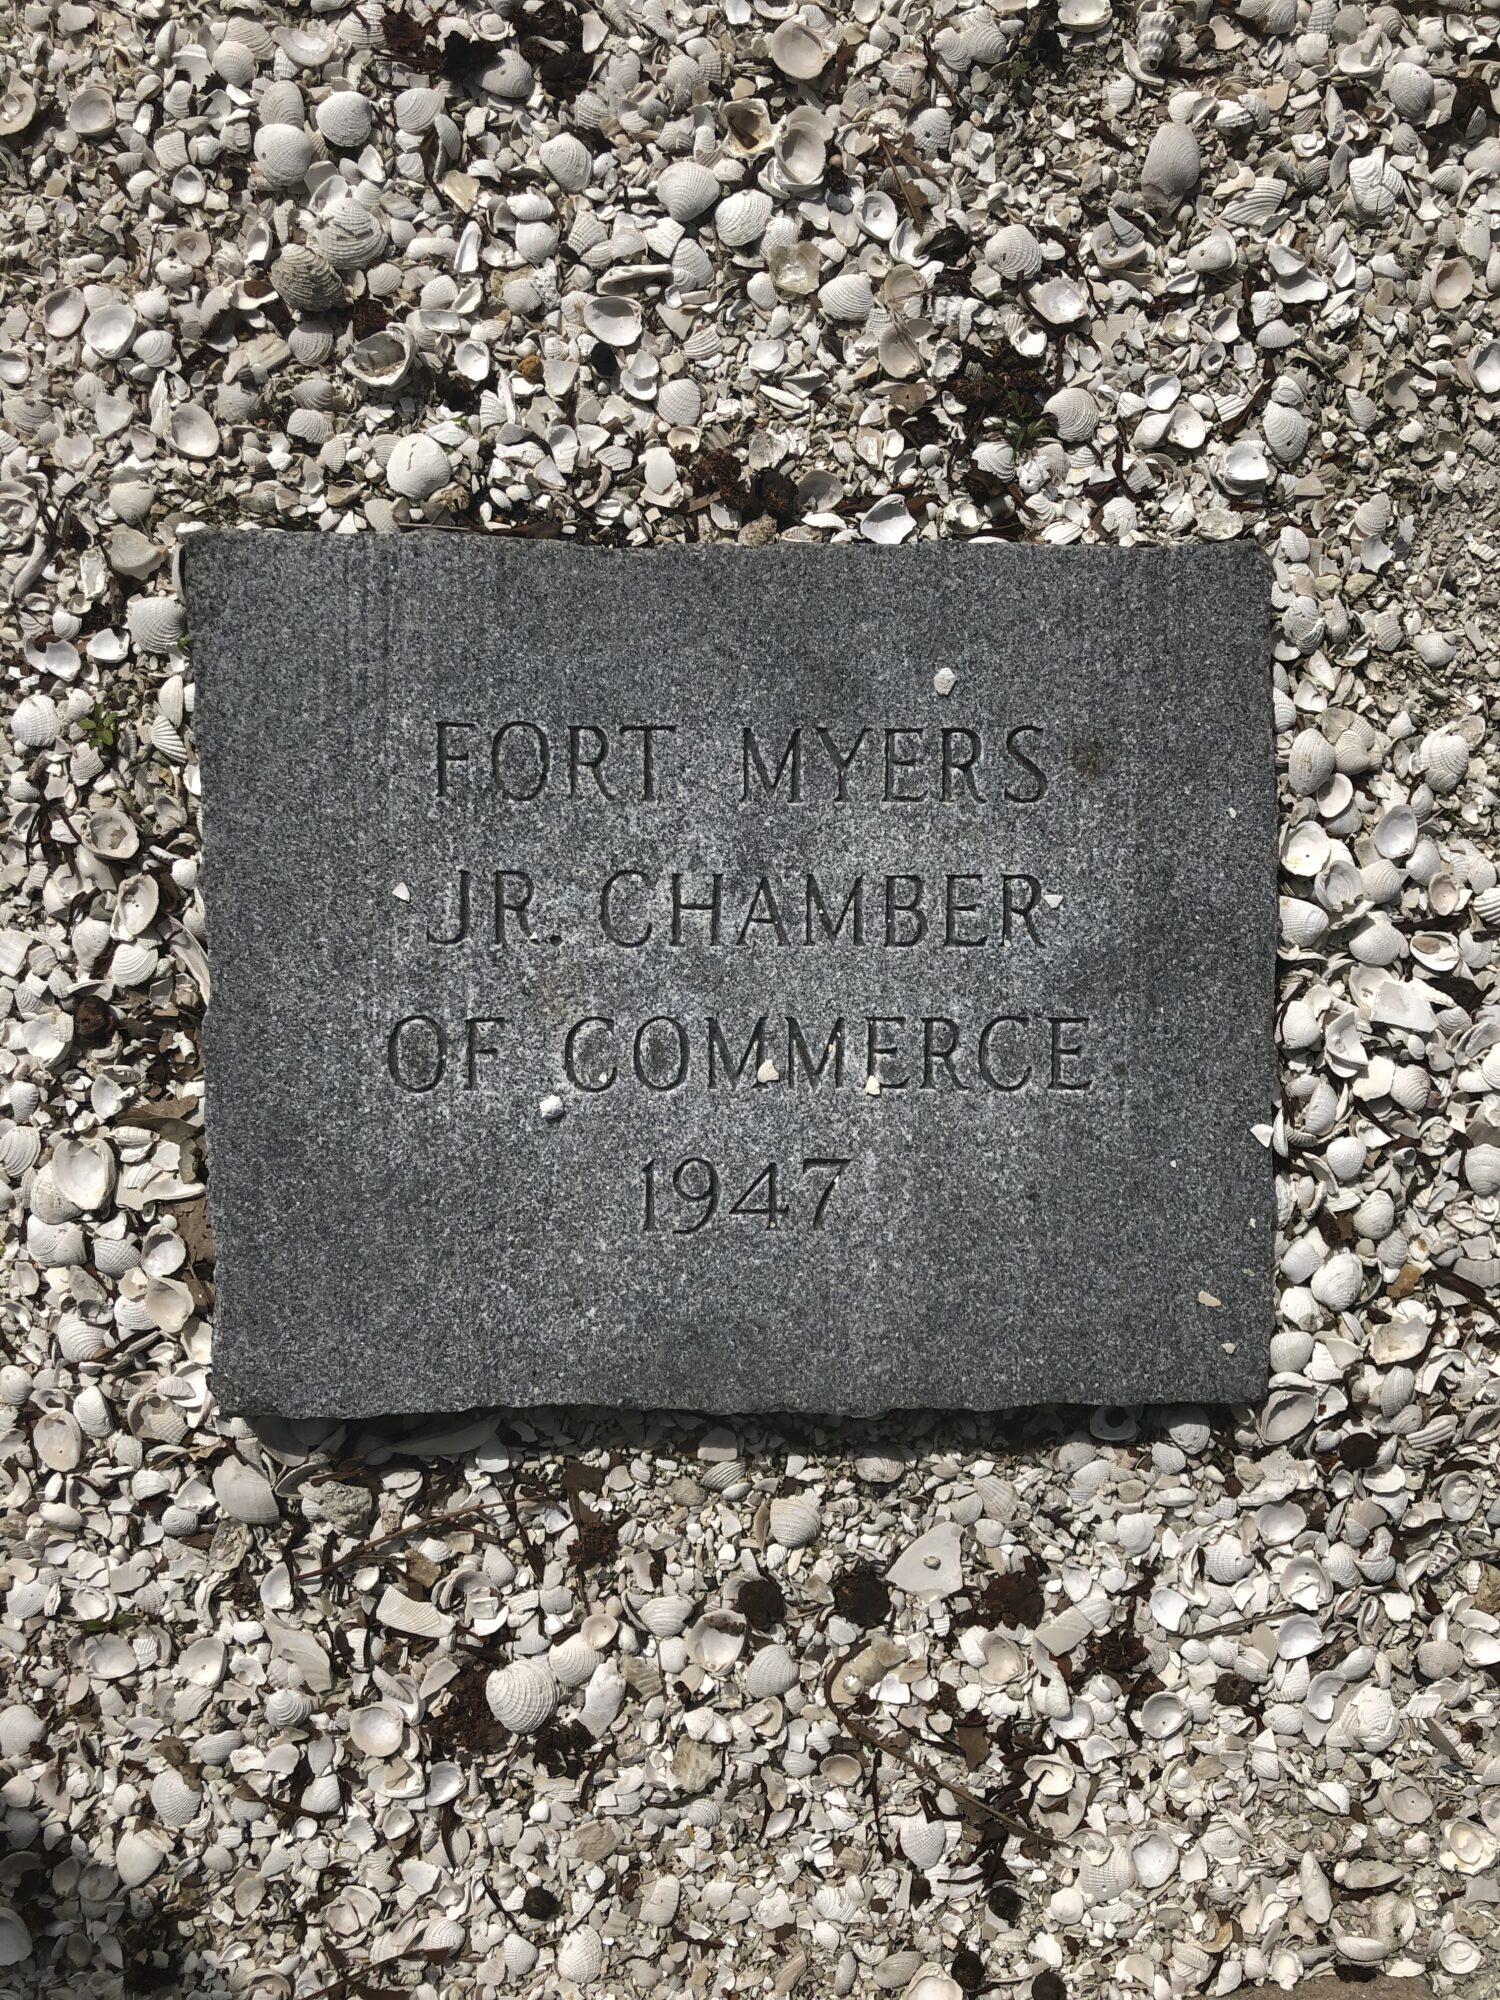 FORT MYERS
JR. CHAMBER
OF COMMERCE
1947